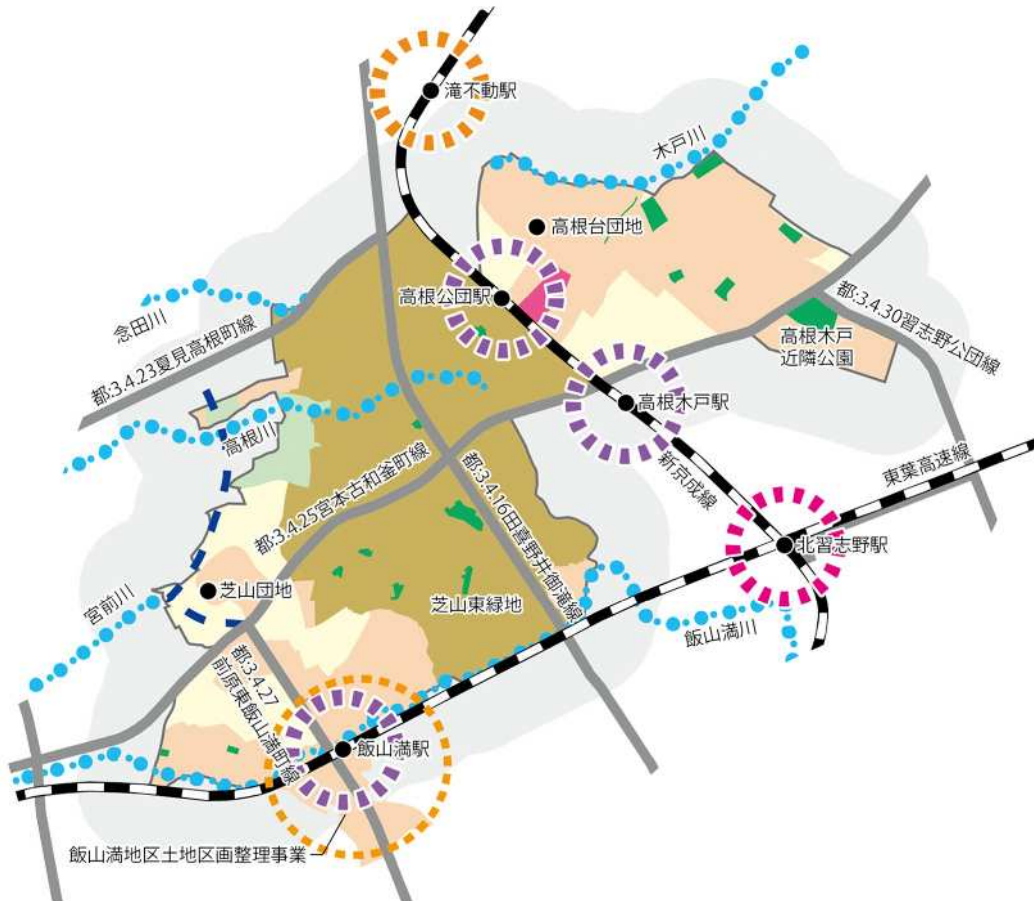 滝不動駅
木戸川
高根台団地
高根公団駅
念田川
都:3.4.23夏見高根町線
都:3.4.30習志野公団線
高根木戸
近隣公園
高根木戸駅
高根川
新京成線
東葉高速線
都:3.4.25宮本古和釜町線
都:3.4.16田喜野井御滝線
北習志野駅
芝山団地
芝山東緑地
宮前川
飯山満川
都:3.4.27
前原東飯山満町線
飯山満駅
飯山満地区土地区画整理事業